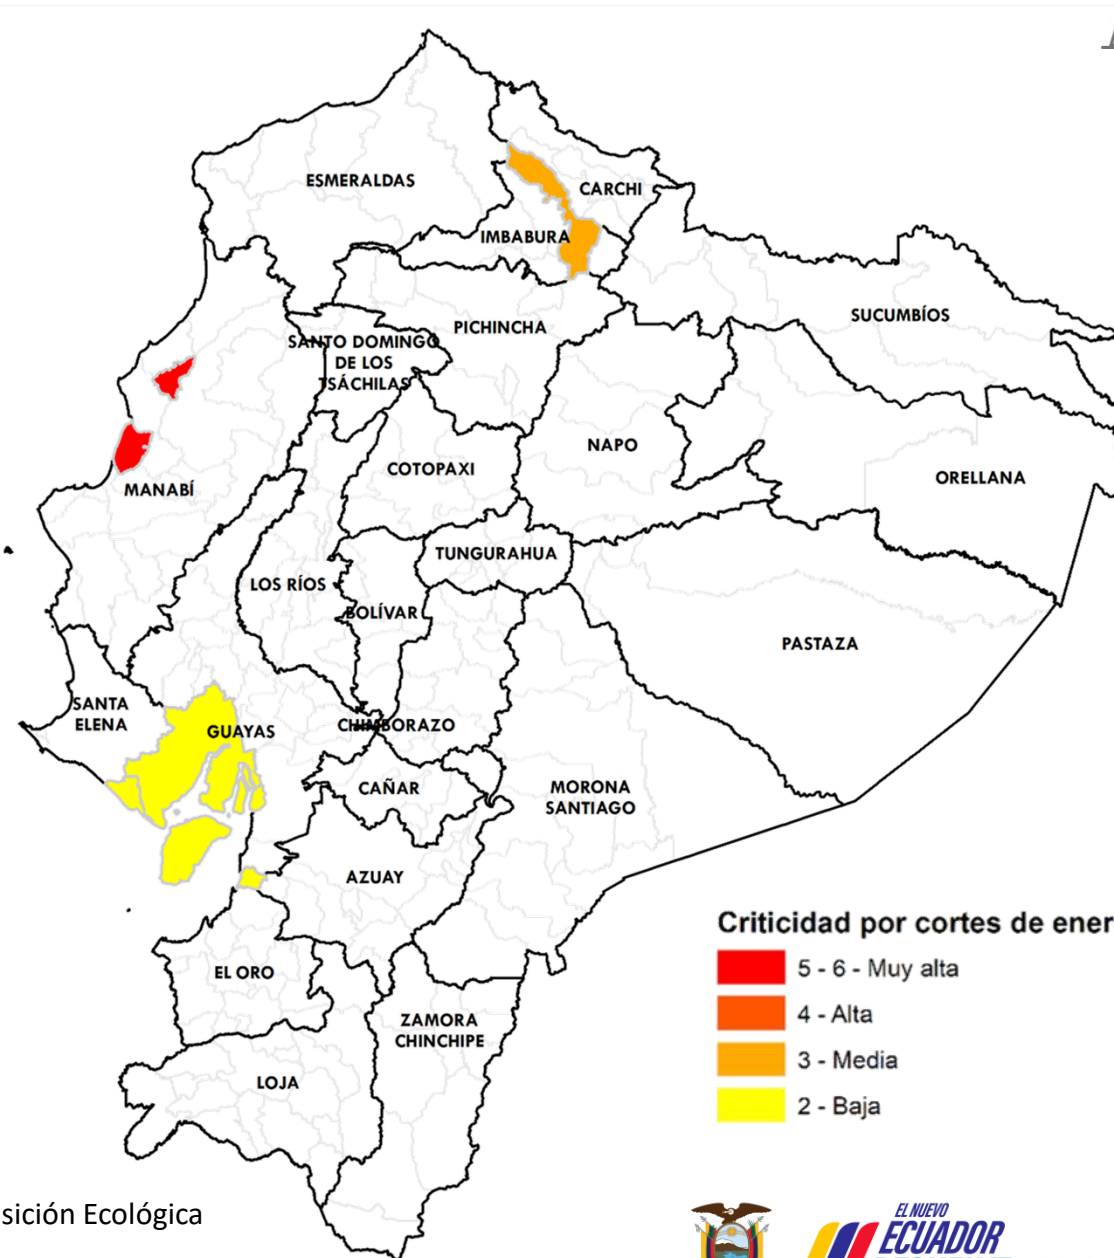 ESMERALDAS
CARCHI
IMBABURA
SUCUMBÍOS
PICHINCHA
SANTO DOMINGO
DE LOS
TSÁCHILAS
NAPO
COTOPAXI
ORELLANA
MANABÍ
TUNGURAHUA
LOS RÍOS
BOLÍVAR
PASTAZA
SANTA
ELENA
GUAYAS
CHIMBORAZO
CAÑAR
MORONA
SANTIAGO
AZUAY
EL ORO
ZAMORA
CHINCHIPE
LOJA
Criticidad por cortes de ener
5 - 6 - Muy alta
4 - Alta
3 - Media
2 - Baja
sición Ecológica
EL NUEVO
ECUADOR